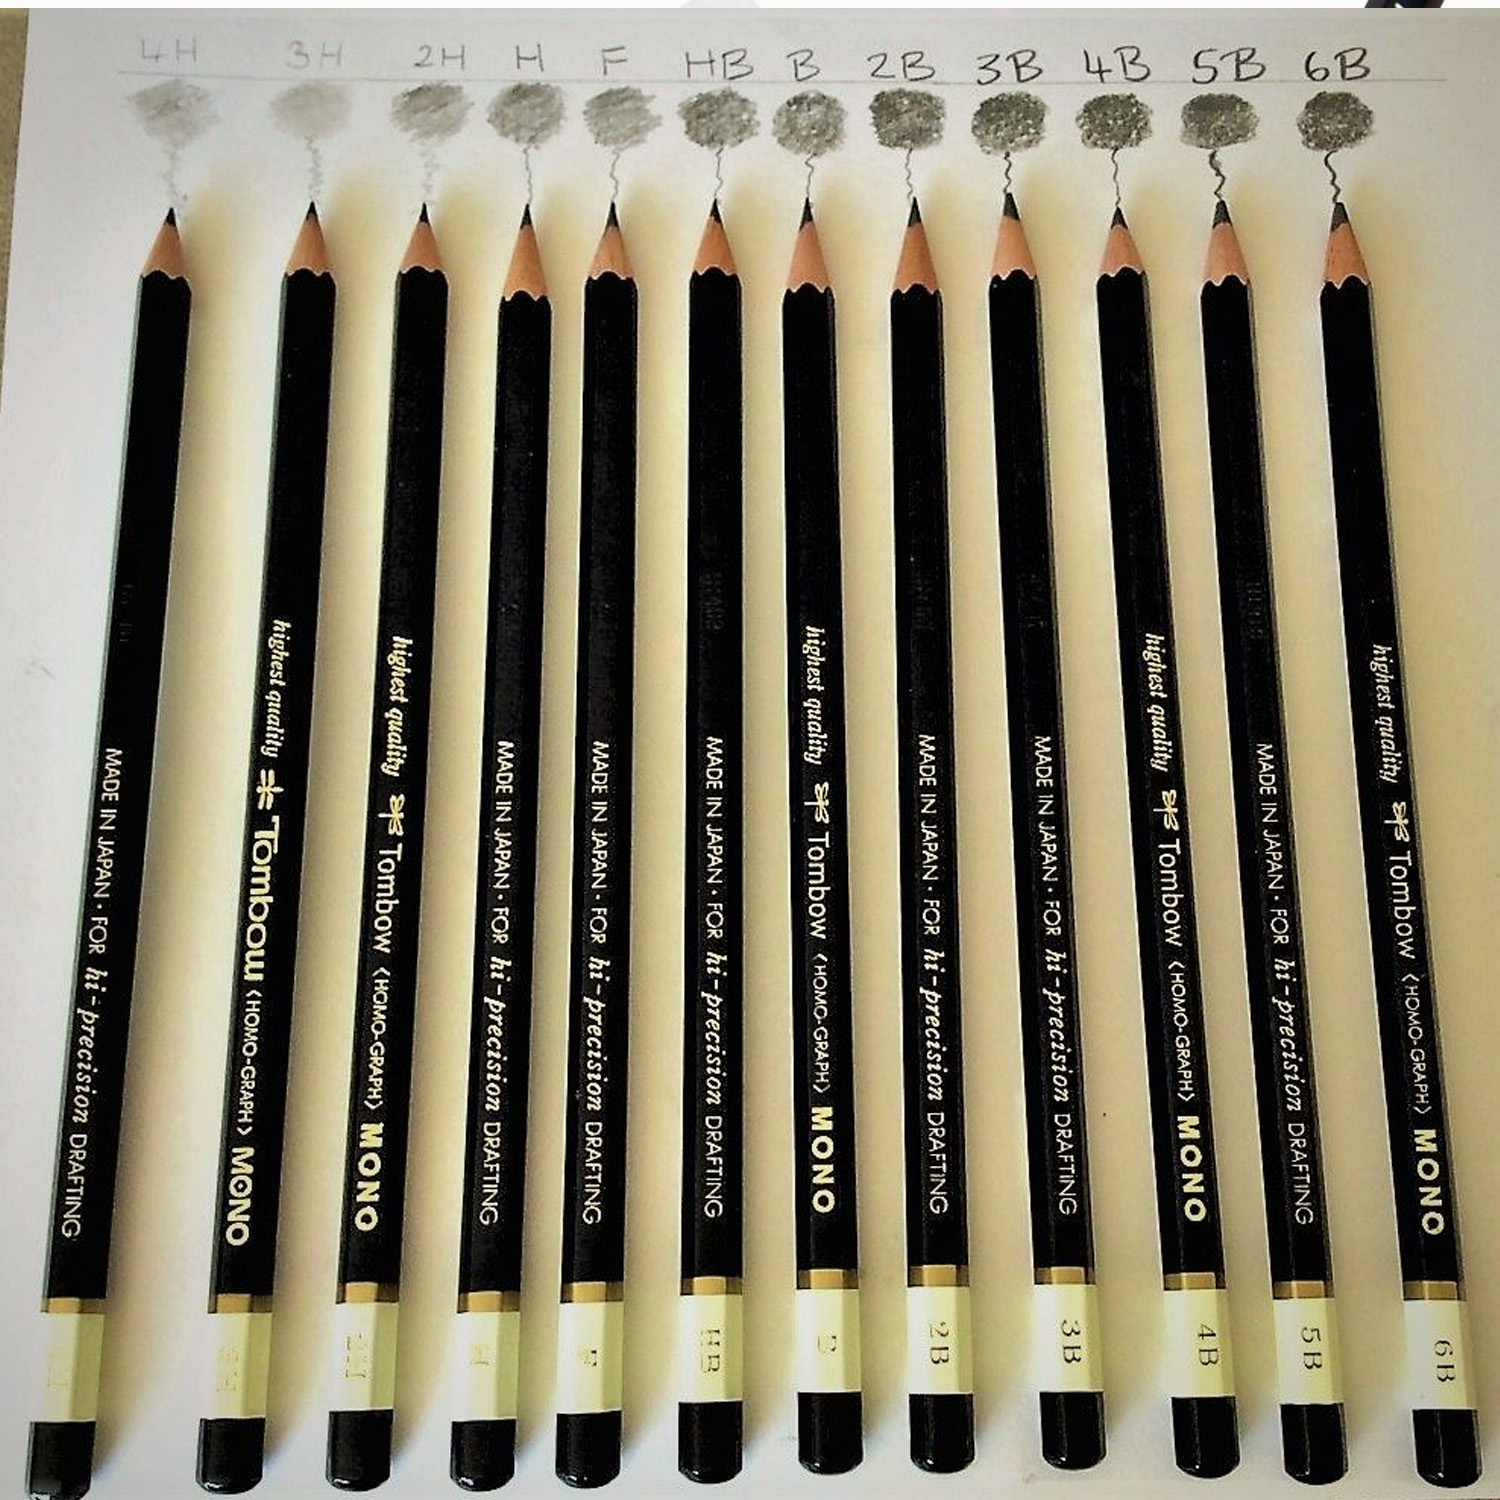 4H 3H 2H H F HB B 2B 3B 4B 5B 6B
MADE IN JAPAN · FOR hi-precision DRAFTING
highest quality Tombow <HOMO-GRAPH> MONO
highest quality Tombow <HOMO-GRAPH> MONO
2H
MADE IN JAPAN · FOR hi-precision DRAFTING
H
MADE IN JAPAN · FOR hi-precision DRAFTING
F
MADE IN JAPAN · FOR hi-precision DRAFTING
HB
highest quality Tombow <HOMO-GRAPH> MONO
B
MADE IN JAPAN · FOR hi-precision DRAFTING
2B
MADE IN JAPAN · FOR hi-precision DRAFTING
3B
highest quality Tombow <HOMO-GRAPH> MONO
4B
MADE IN JAPAN · FOR hi-precision DRAFTING
5B
highest quality Tombow <HOMO-GRAPH> MONO
6B